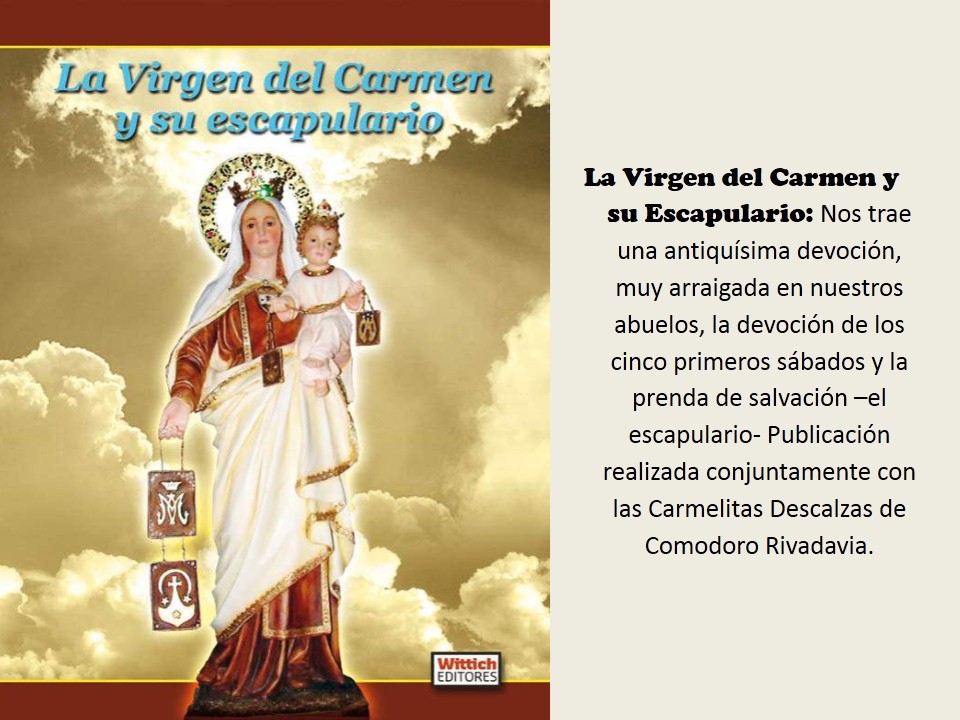 La Virgen del Carmen
y su escapulario
Wittich
EDITORES
La Virgen del Carmen y
su Escapulario: Nos trae
una antiquísima devoción,
muy arraigada en nuestros
abuelos, la devoción de los
cinco primeros sábados y la
prenda de salvación –el
escapulario- Publicación
realizada conjuntamente con
las Carmelitas Descalzas de
Comodoro Rivadavia.